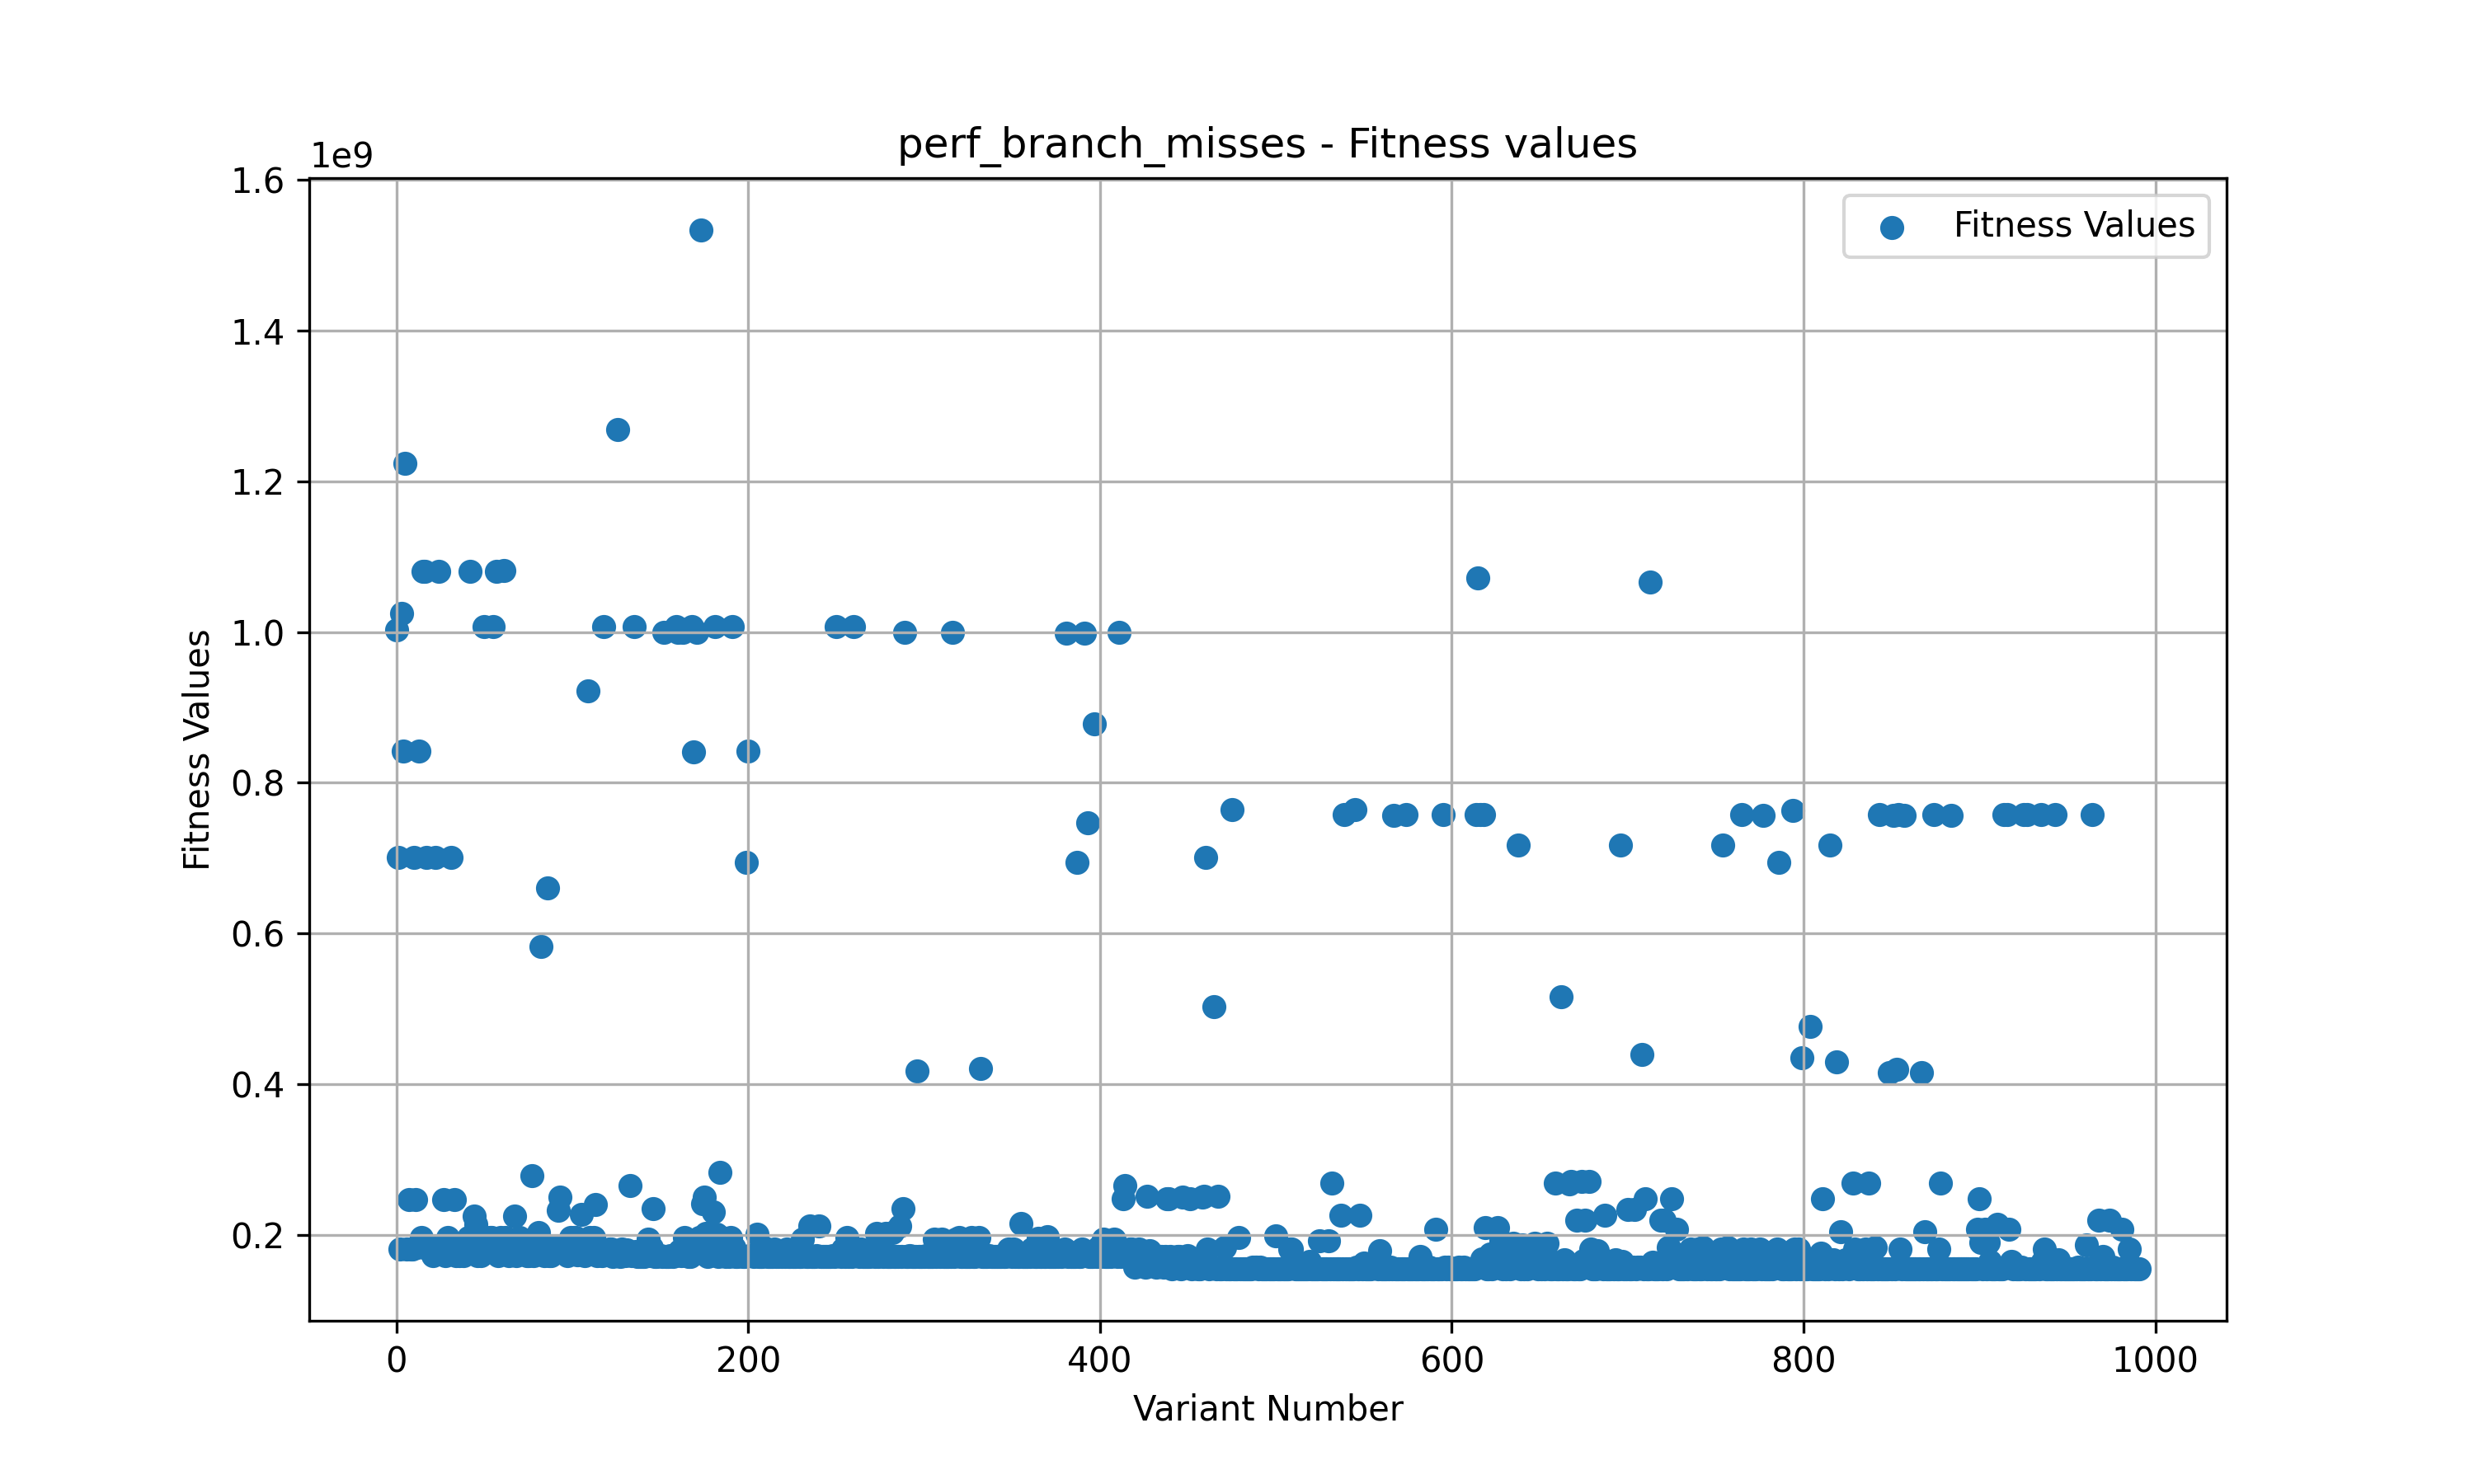 perf_branch_misses - Fitness values
1e9
Fitness Values
1.6
1.4
1.2
1.0
0.8
0.6
0.4
0.2
Fitness Values
0 200 400 600 800 1000
Variant Number